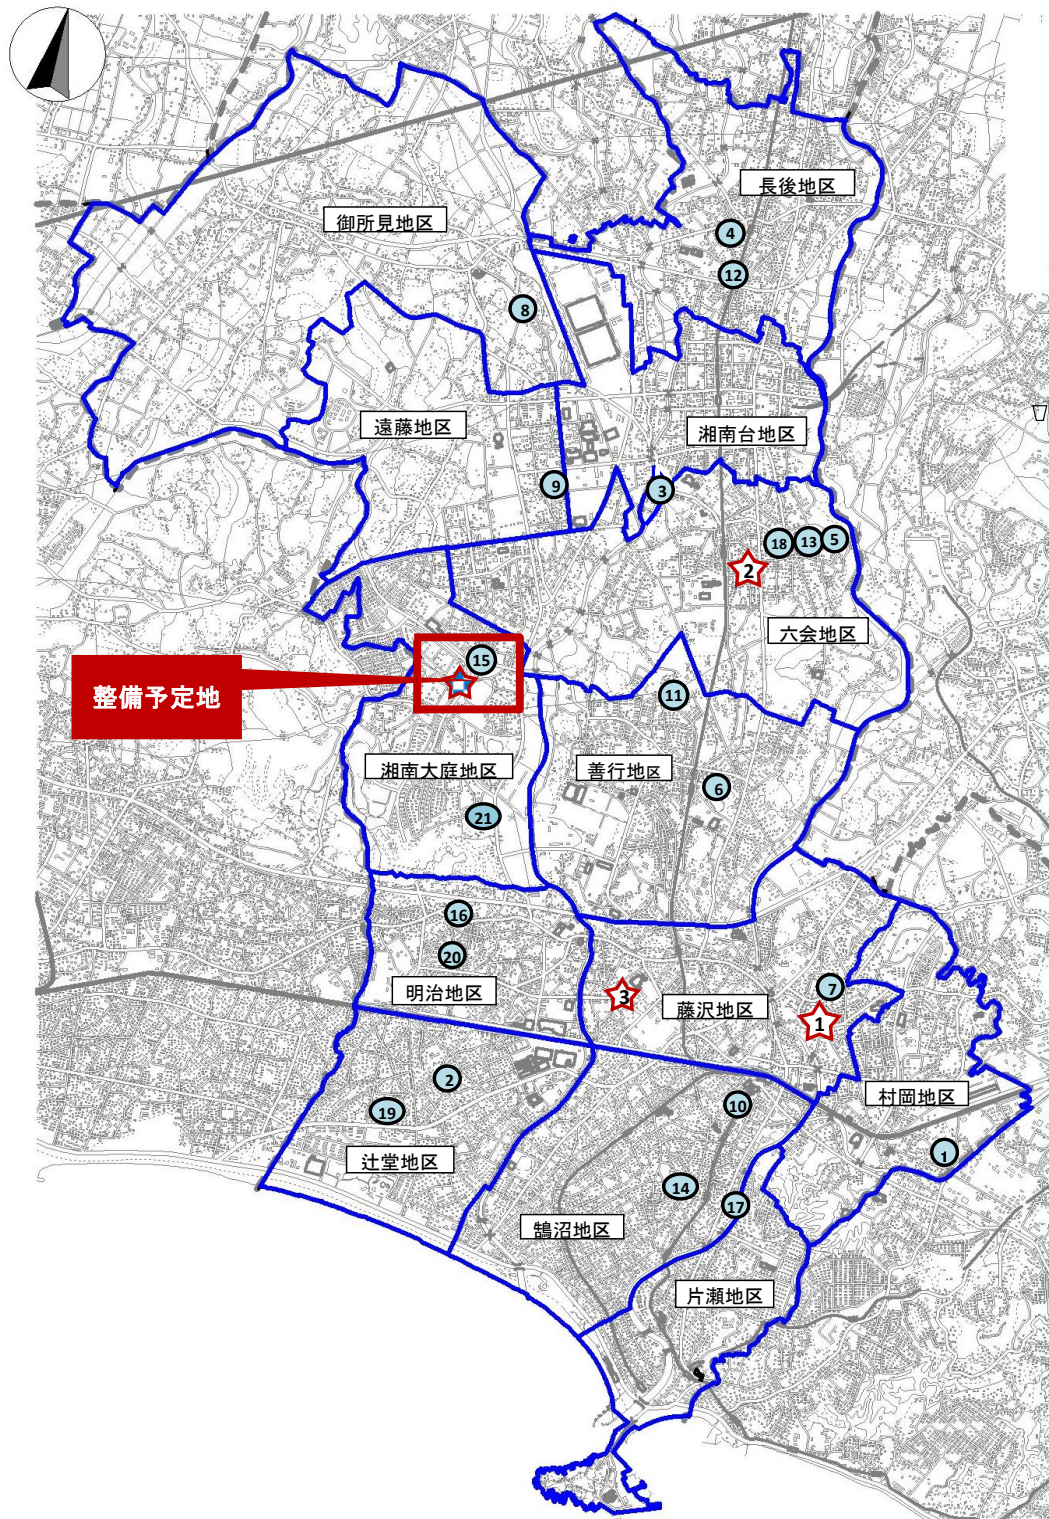 長後地区
御所見地区
4
12
8
遠藤地区
湘南台地区
9
3
18
13
5
2
六会地区
15
整備予定地
11
湘南大庭地区
善行地区
6
21
16
20
明治地区
3
藤沢地区
7
1
2
19
10
村岡地区
1
辻堂地区
14
17
鵠沼地区
片瀬地区